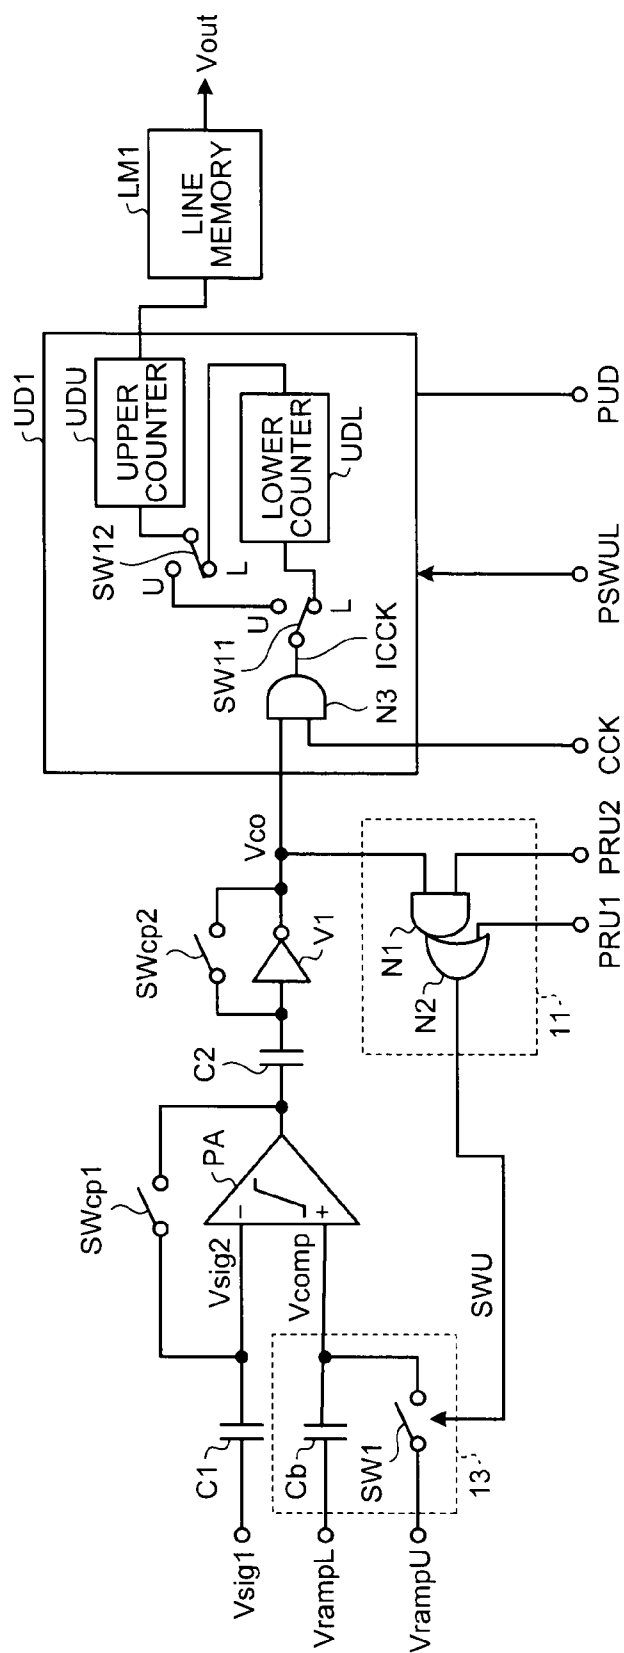 Vsig1
VrampL
VrampU
C1
Cb
SW1
13
SWcp1
Vsig2
Vcomp
−
+
PA
SWU
C2
SWcp2
V1
Vco
N1
N2
11
PRU1
PRU2
CCK
PSWUL
PUD
UD1
UDU
UPPER
COUNTER
SW12
U
L
LOWER
COUNTER
UDL
SW11
U
L
ICCK
N3
LM1
LINE
MEMORY
Vout